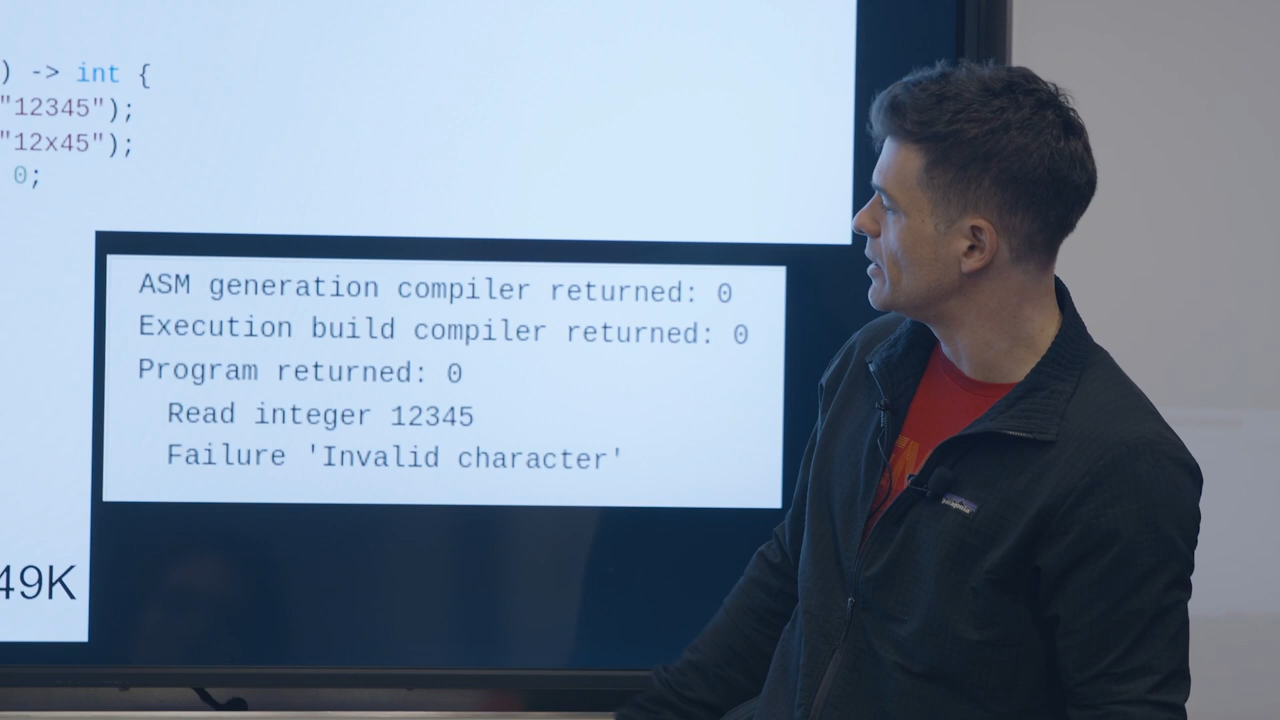 ) -> int {
"12345");
"12x45");
0;
ASM generation compiler returned: 0
Execution build compiler returned: 0
Program returned: 0
Read integer 12345
Failure 'Invalid character'
49K
patagonia